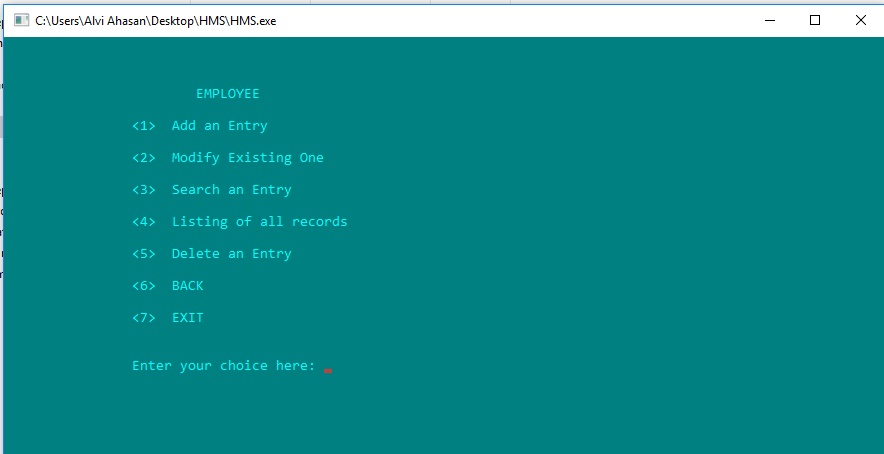 C:\Users\Alvi Ahasan\Desktop\HMS\HMS.exe
EMPLOYEE
<1> Add an Entry
<2> Modify Existing One
<3> Search an Entry
<4> Listing of all records
<5> Delete an Entry
<6> BACK
<7> EXIT
Enter your choice here: